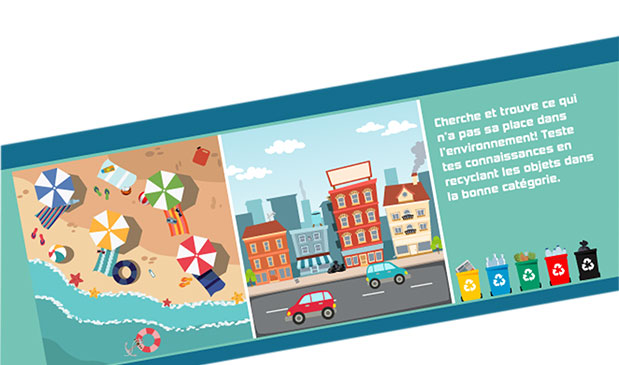 Cherche et trouve ce qui
n'a pas sa place dans
l'environnement! Teste
tes connaissances en
recyclant les objets dans
la bonne catégorie.